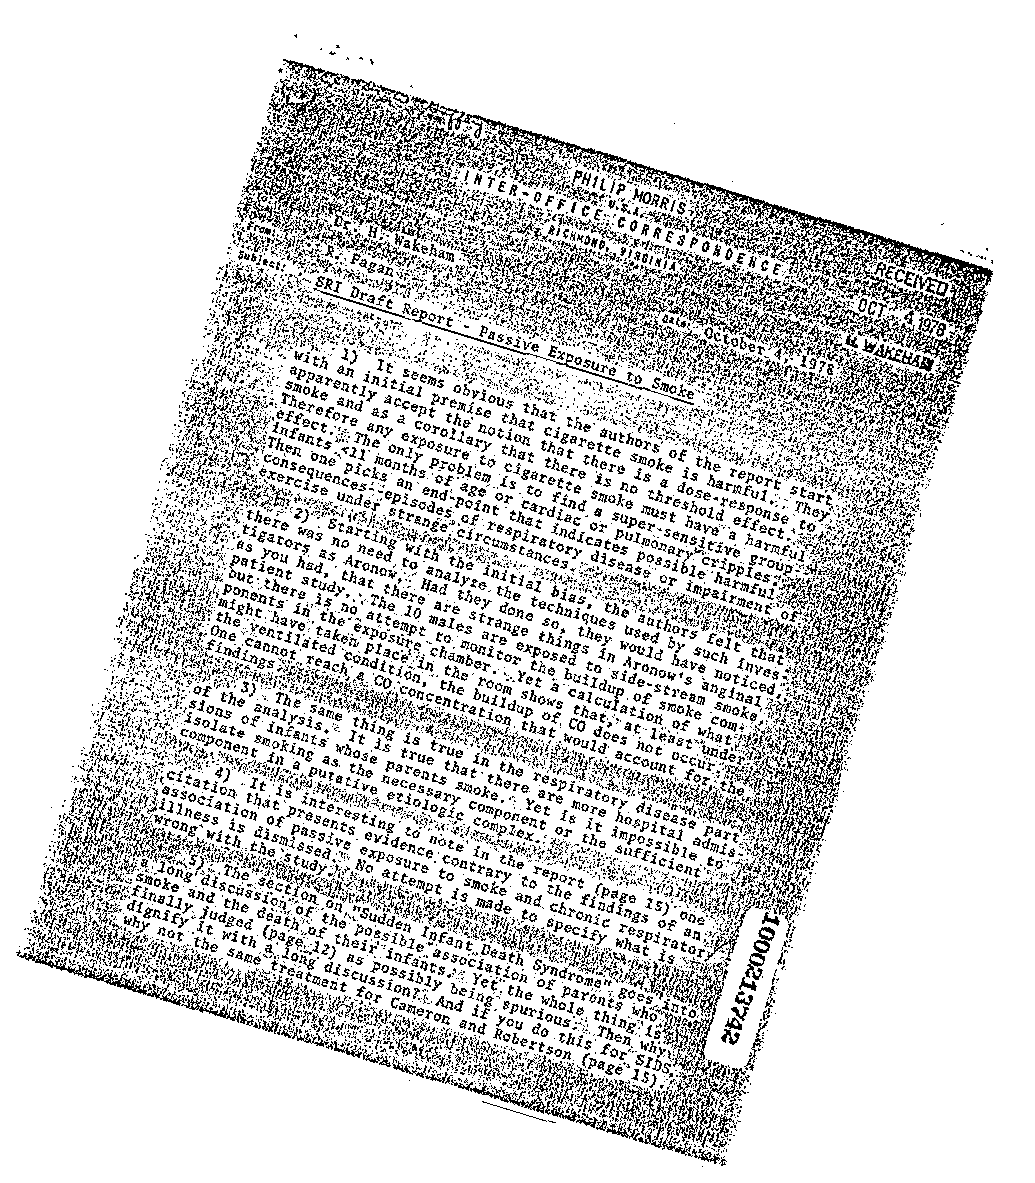 PHILIP MORRIS
U.S.A.
INTER-OFFICE CORRESPONDENCE
RICHMOND, VIRGINIA
RECEIVED
OCT 4 1978
H. WAKEHAM
Dr. H. Wakeham
Date: October 4, 1978
From: R. Fagan
Subject: SRI Draft Report - Passive Exposure to Smoke
1) It seems obvious that the authors of the report start
with an initial premise that cigarette smoke is harmful. They
apparently accept the notion that there is a dose-response to
smoke and as a corollary that there is no threshold effect.
Therefore any exposure to cigarette smoke must have a harmful
effect. The only problem is to find a super-sensitive group -
infants <11 months of age or cardiac or pulmonary cripples.
Then one picks an end-point that indicates possible harmful
consequences: episodes of respiratory disease or impairment of
exercise under strange circumstances.
2) Starting with the initial bias, the authors felt that
there was no need to analyze the techniques used by such inves-
tigators as Aronow. Had they done so, they would have noticed,
as you had, that there are strange things in Aronow's anginal
patient study. The 10 males are exposed to side-stream smoke,
but there is no attempt to monitor the buildup of smoke com-
ponents in the exposure chamber. Yet a calculation of what
might have taken place in the room shows that, at least under
the ventilated condition, the buildup of CO does not occur.
One cannot reach a CO concentration that would account for the
findings.
3) The same thing is true in the respiratory disease part
of the analysis. It is true that there are more hospital admis-
sions of infants whose parents smoke. Yet is it impossible to
isolate smoking as the necessary component or the sufficient
component in a putative etiologic complex.
4) It is interesting to note in the report (page 15) one
citation that presents evidence contrary to the findings of an
association of passive exposure to smoke and chronic respiratory
illness is dismissed. No attempt is made to specify what is
wrong with the study.
5) The section on "Sudden Infant Death Syndrome" goes into
a long discussion of the possible association of parents who
smoke and the death of their infants. Yet the whole thing is
finally judged (page 12) as possibly being spurious. Then why
dignify it with a long discussion? And if you do this for SIDS,
why not the same treatment for Cameron and Robertson (page 15).
1000213742